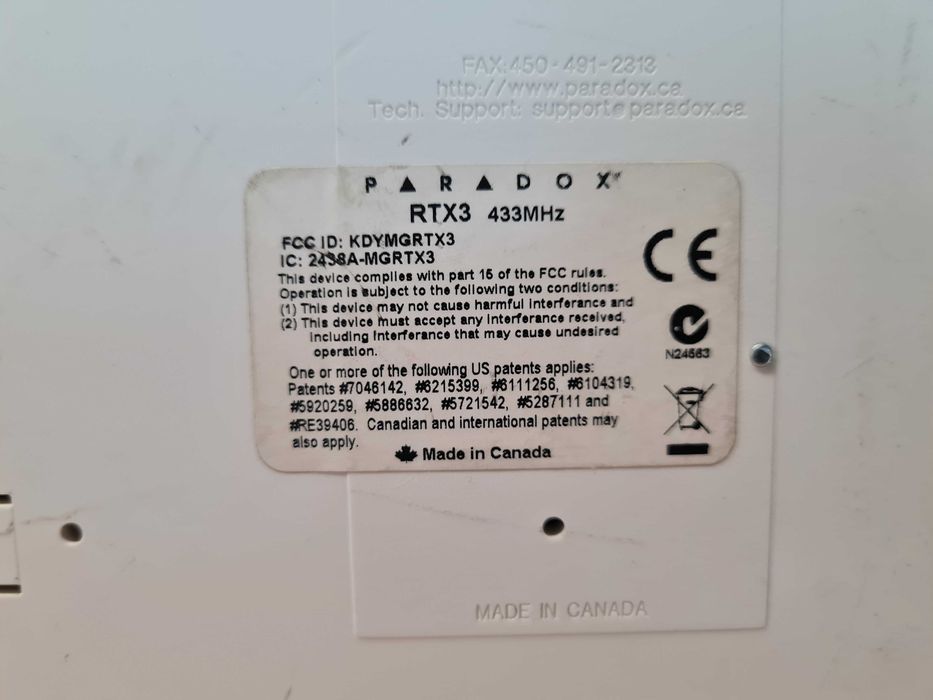 FAX:450-491-2313
http://www.paradox.ca
Tech. Support: support@paradox.ca
PARADOX
RTX3 433MHz
FCC ID: KDYMGRTX3
IC: 2438A-MGRTX3
This device complies with part 15 of the FCC rules.
Operation is subject to the following two conditions:
(1) This device may not cause harmful interference and
(2) This device must accept any interference received,
including interference that may cause undesired
operation.
N24563
One or more of the following US patents applies:
Patents #7046142, #6215399, #6111256, #6104319,
#5920259, #5886632, #5721542, #5287111 and
#RE39406. Canadian and international patents may
also apply.
Made in Canada
CE
MADE IN CANADA